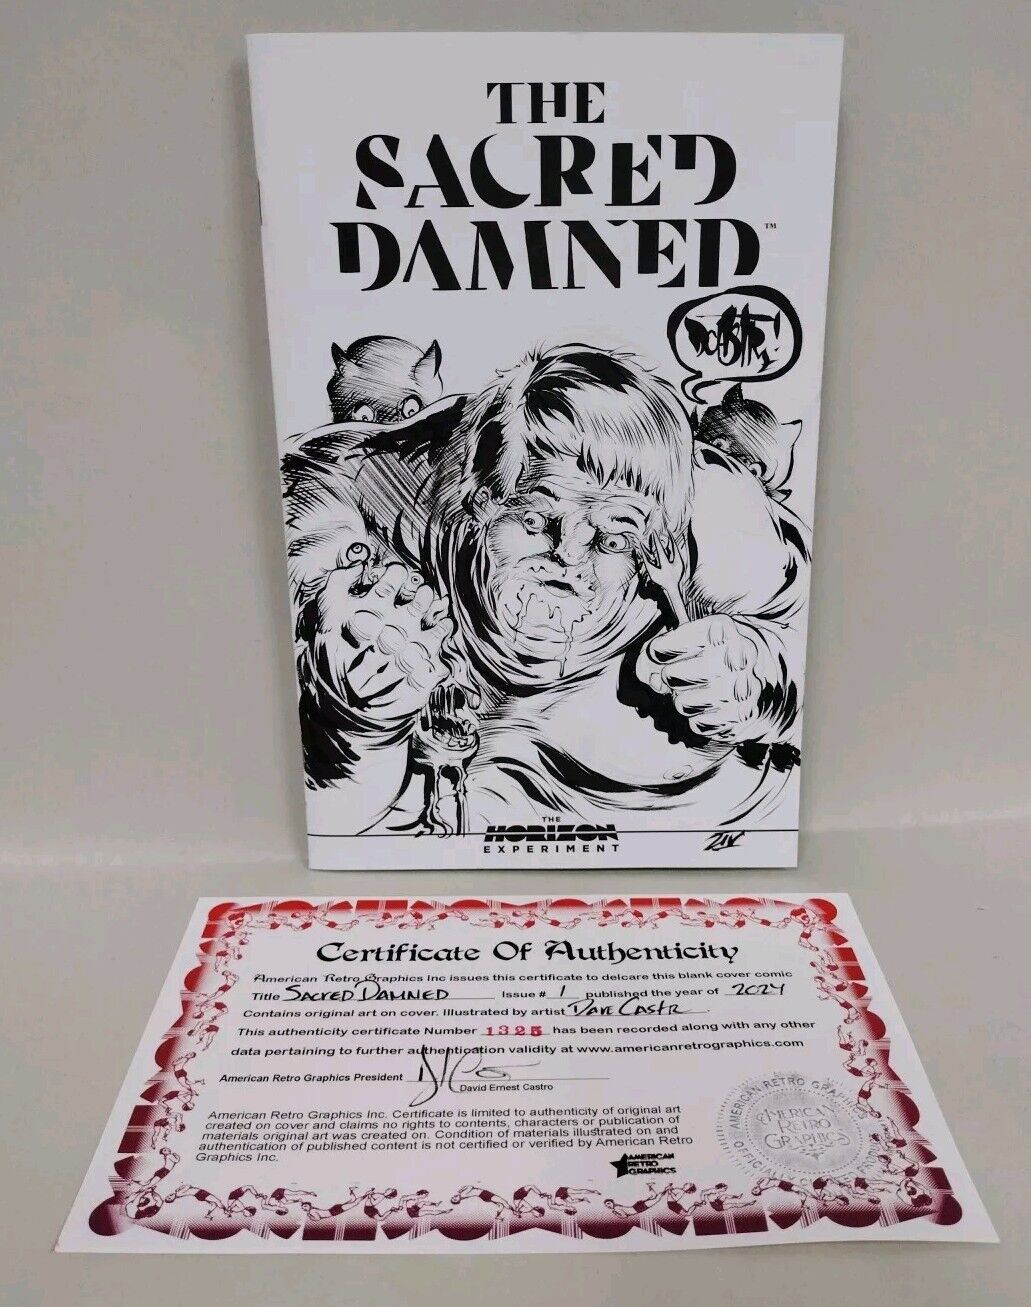 THE
SACRED
DAMNED™
DCASTR!
THE
HORIZON
EXPERIMENT
Certificate Of Authenticity
American Retro Graphics Inc issues this certificate to delcare this blank cover comic
Title SACRED DAMNED Issue # 1 published the year of 2024
Contains original art on cover. Illustrated by artist DAVE CASTR
This authenticity certificate Number 1325 has been recorded along with any other
data pertaining to further authentication validity at www.americanretrographics.com
American Retro Graphics President
David Ernest Castro
American Retro Graphics Inc. Certificate is limited to authenticity of original art
created on cover and claims no rights to contents, characters or publication of
materials original art was created on. Condition of materials illustrated on and
authentication of published content is not certified or verified by American Retro
Graphics Inc.
AMERICAN
RETRO
GRAPHICS
AMERICAN RETRO GRAPHICS
AMERICAN
RETRO
GRAPHICS